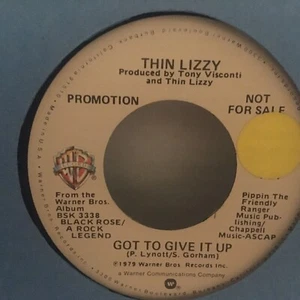 THIN LIZZY
Produced by Tony Visconti
and Thin Lizzy
PROMOTION
NOT
FOR SALE
From the
Warner Bros.
Album
BSK 3338
BLACK ROSE/
A ROCK
LEGEND
Pippin The
Friendly
Ranger
Music Pub-
lishing/
Chappell
Music-ASCAP
GOT TO GIVE IT UP
(P. Lynott/S. Gorham)
©1979 Warner Bros. Records Inc.
a Warner Communications Company